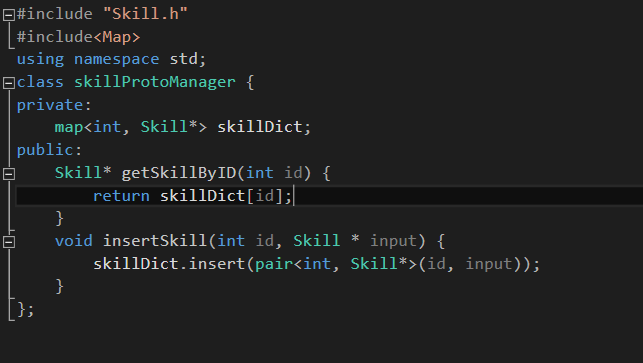 #include "Skill.h"
#include<Map>
using namespace std;
class skillProtoManager {
private:
    map<int, Skill*> skillDict;
public:
    Skill* getSkillByID(int id) {
        return skillDict[id];
    }
    void insertSkill(int id, Skill * input) {
        skillDict.insert(pair<int, Skill*>(id, input));
    }
};